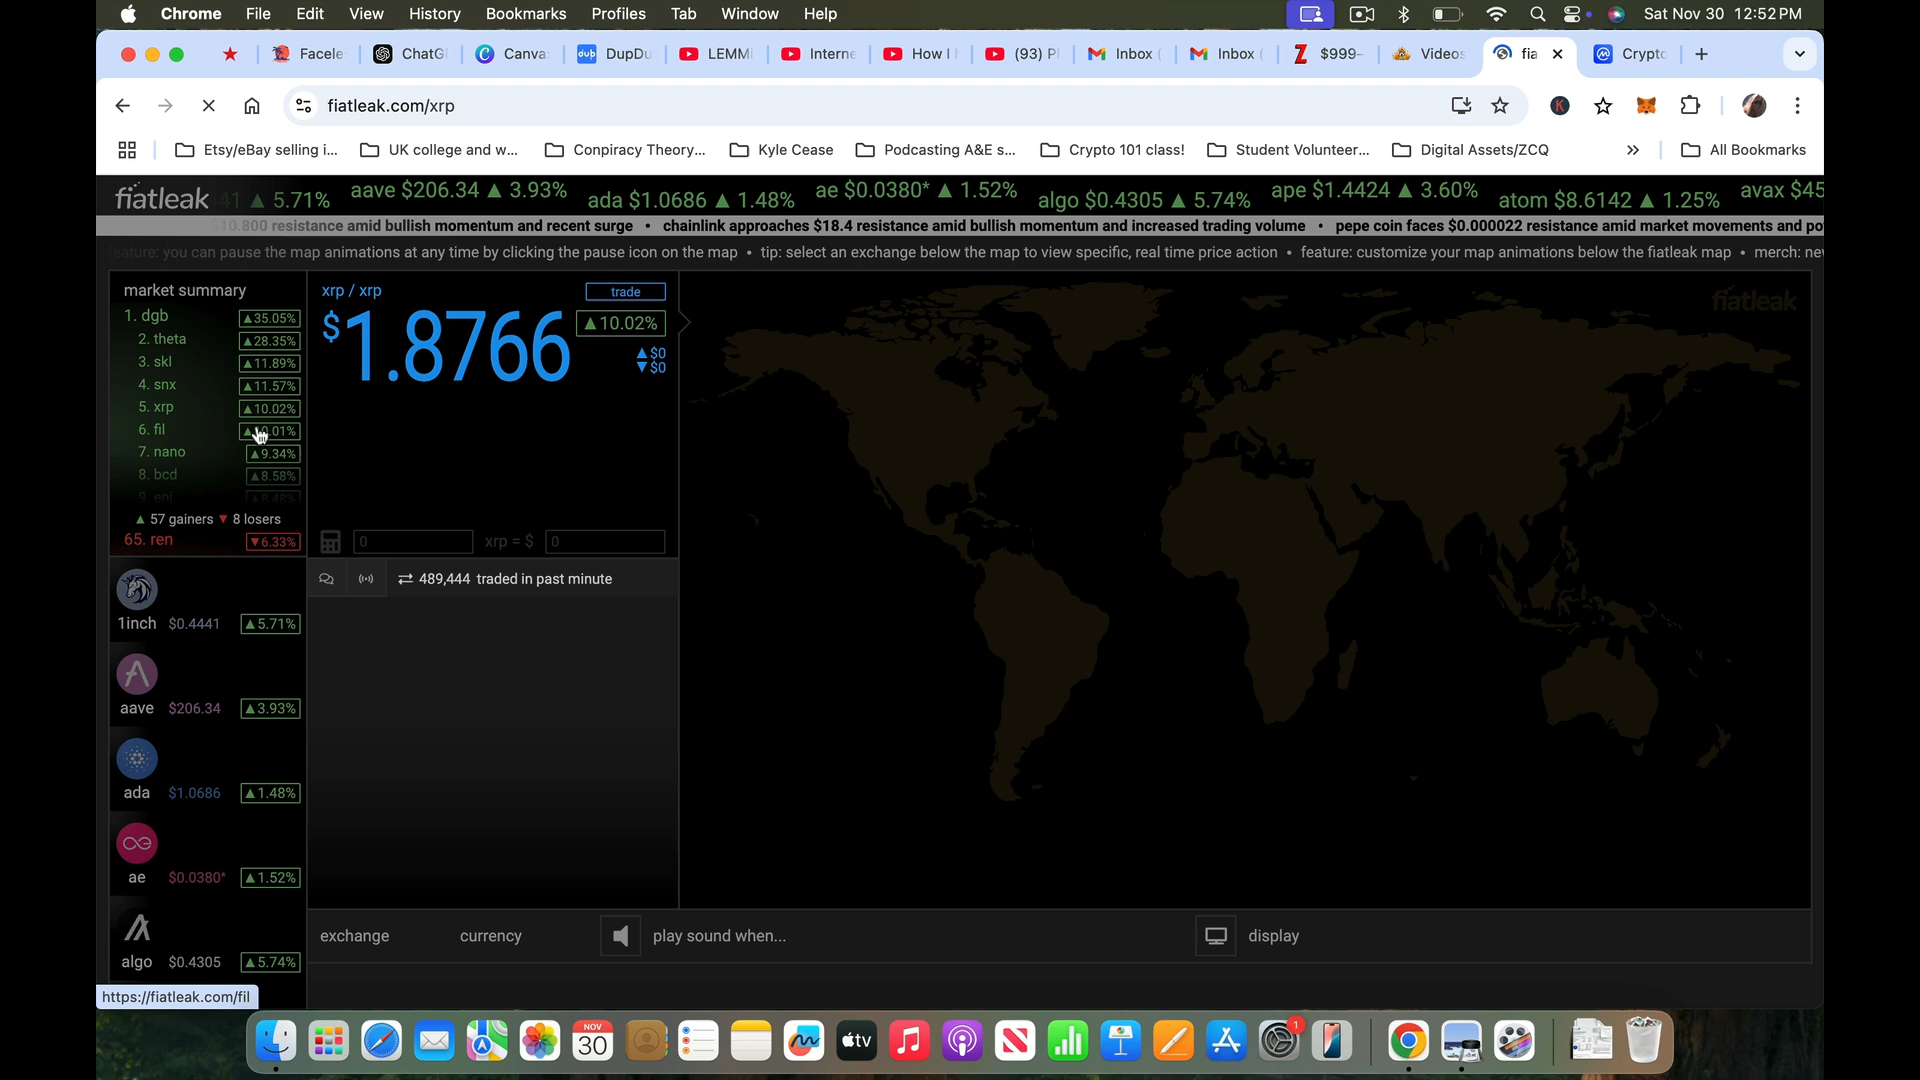 Chrome File Edit View History Bookmarks Profiles Tab Window Help Sat Nov 30 12:52 PM
Facele ChatG Canva DupDu LEMMi Interne How I (93) Inbox ( Inbox ( $999- Videos fia Crypto
fiatleak.com/xrp
Etsy/eBay selling i... UK college and w... Conpiracy Theory... Kyle Cease Podcasting A&E s... Crypto 101 class! Student Volunteer... Digital Assets/ZCQ » All Bookmarks
fiatleak 41 ▲ 5.71% aave $206.34 ▲ 3.93% ada $1.0686 ▲ 1.48% ae $0.0380* ▲ 1.52% algo $0.4305 ▲ 5.74% ape $1.4424 ▲ 3.60% atom $8.6142 ▲ 1.25% avax $45
$10.800 resistance amid bullish momentum and recent surge • chainlink approaches $18.4 resistance amid bullish momentum and increased trading volume • pepe coin faces $0.000022 resistance amid market movements and po
feature: you can pause the map animations at any time by clicking the pause icon on the map • tip: select an exchange below the map to view specific, real time price action • feature: customize your map animations below the fiatleak map • merch: ne
market summary
1. dgb ▲35.05%
2. theta ▲28.35%
3. skl ▲11.89%
4. snx ▲11.57%
5. xrp ▲10.02%
6. fil ▲ .01%
7. nano ▲9.34%
8. bcd ▲8.58%
9. enj ▲8.48%
▲ 57 gainers ▼ 8 losers
65. ren ▼6.33%
xrp / xrp trade
$1.8766 ▲10.02%
▲$0
▼$0
fiatleak
0 xrp = $ 0
489,444 traded in past minute
1inch $0.4441 ▲5.71%
aave $206.34 ▲3.93%
ada $1.0686 ▲1.48%
ae $0.0380* ▲1.52%
algo $0.4305 ▲5.74%
exchange currency play sound when... display
https://fiatleak.com/fil
NOV
30
tv
1